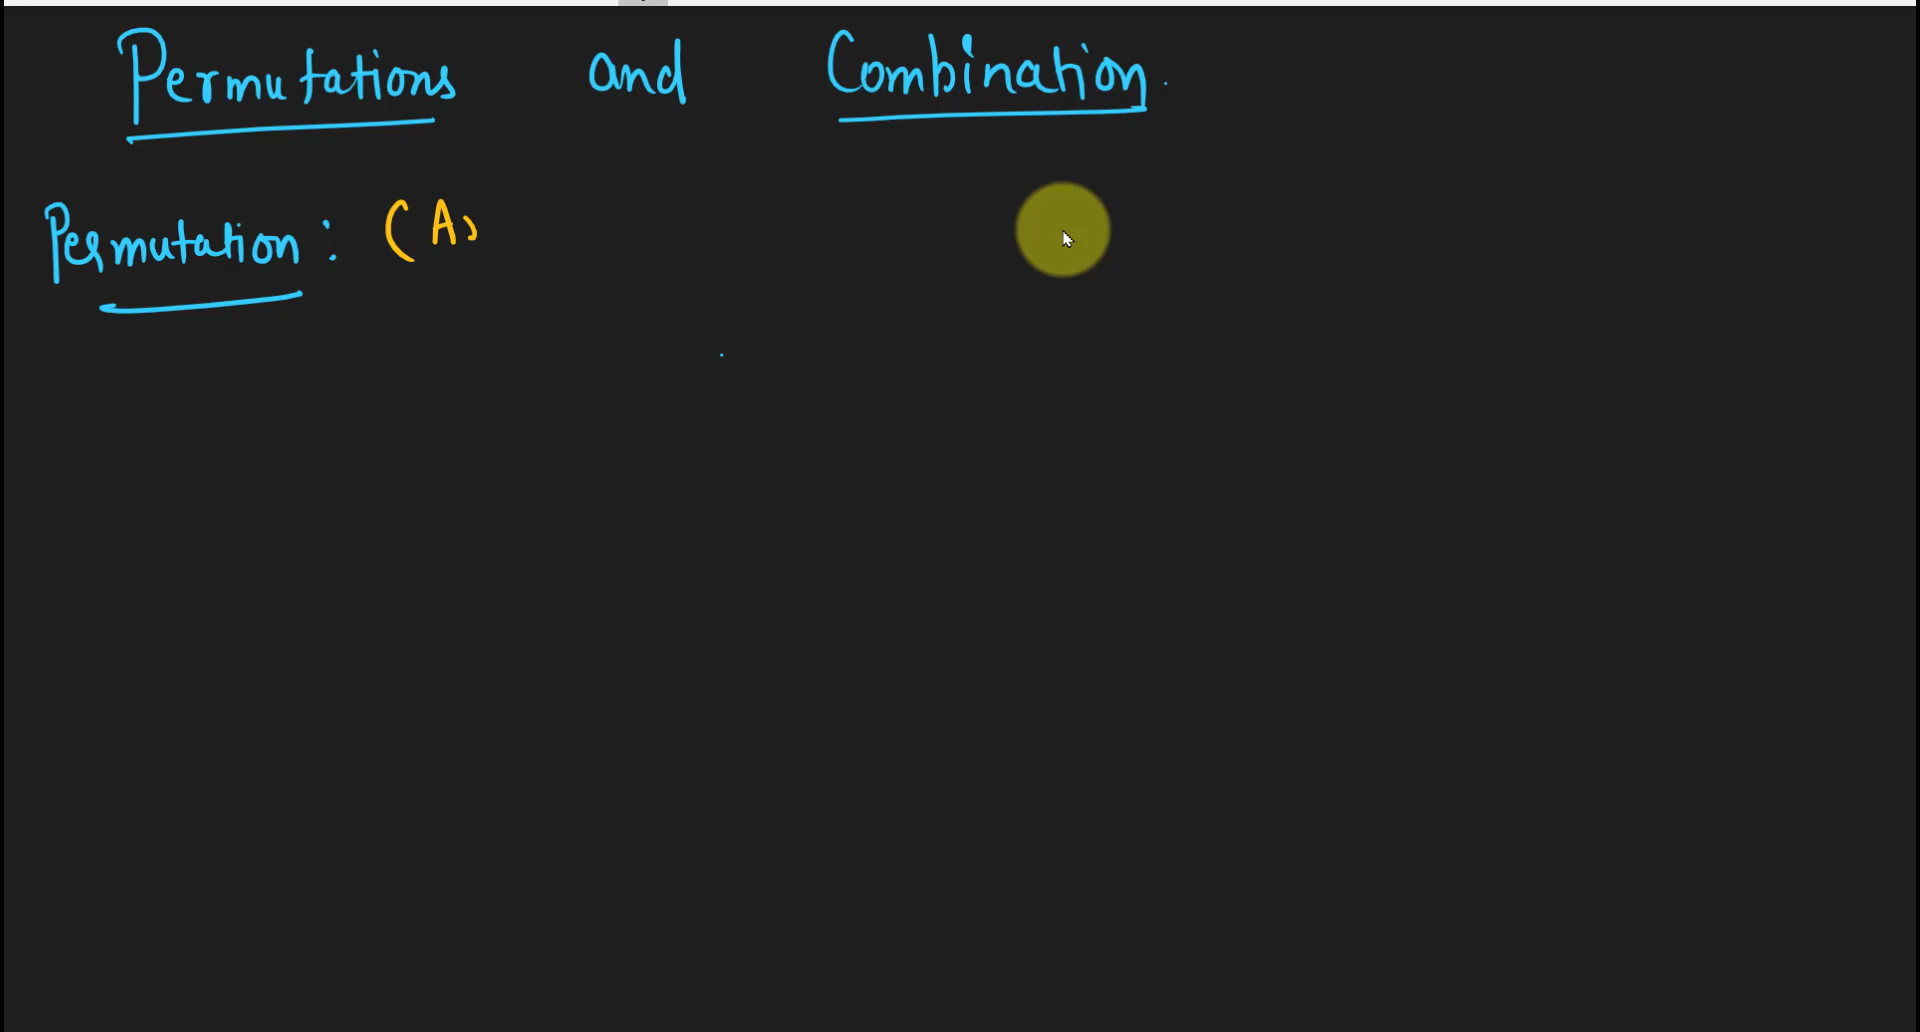 Permutations and Combination.
Permutation : (A